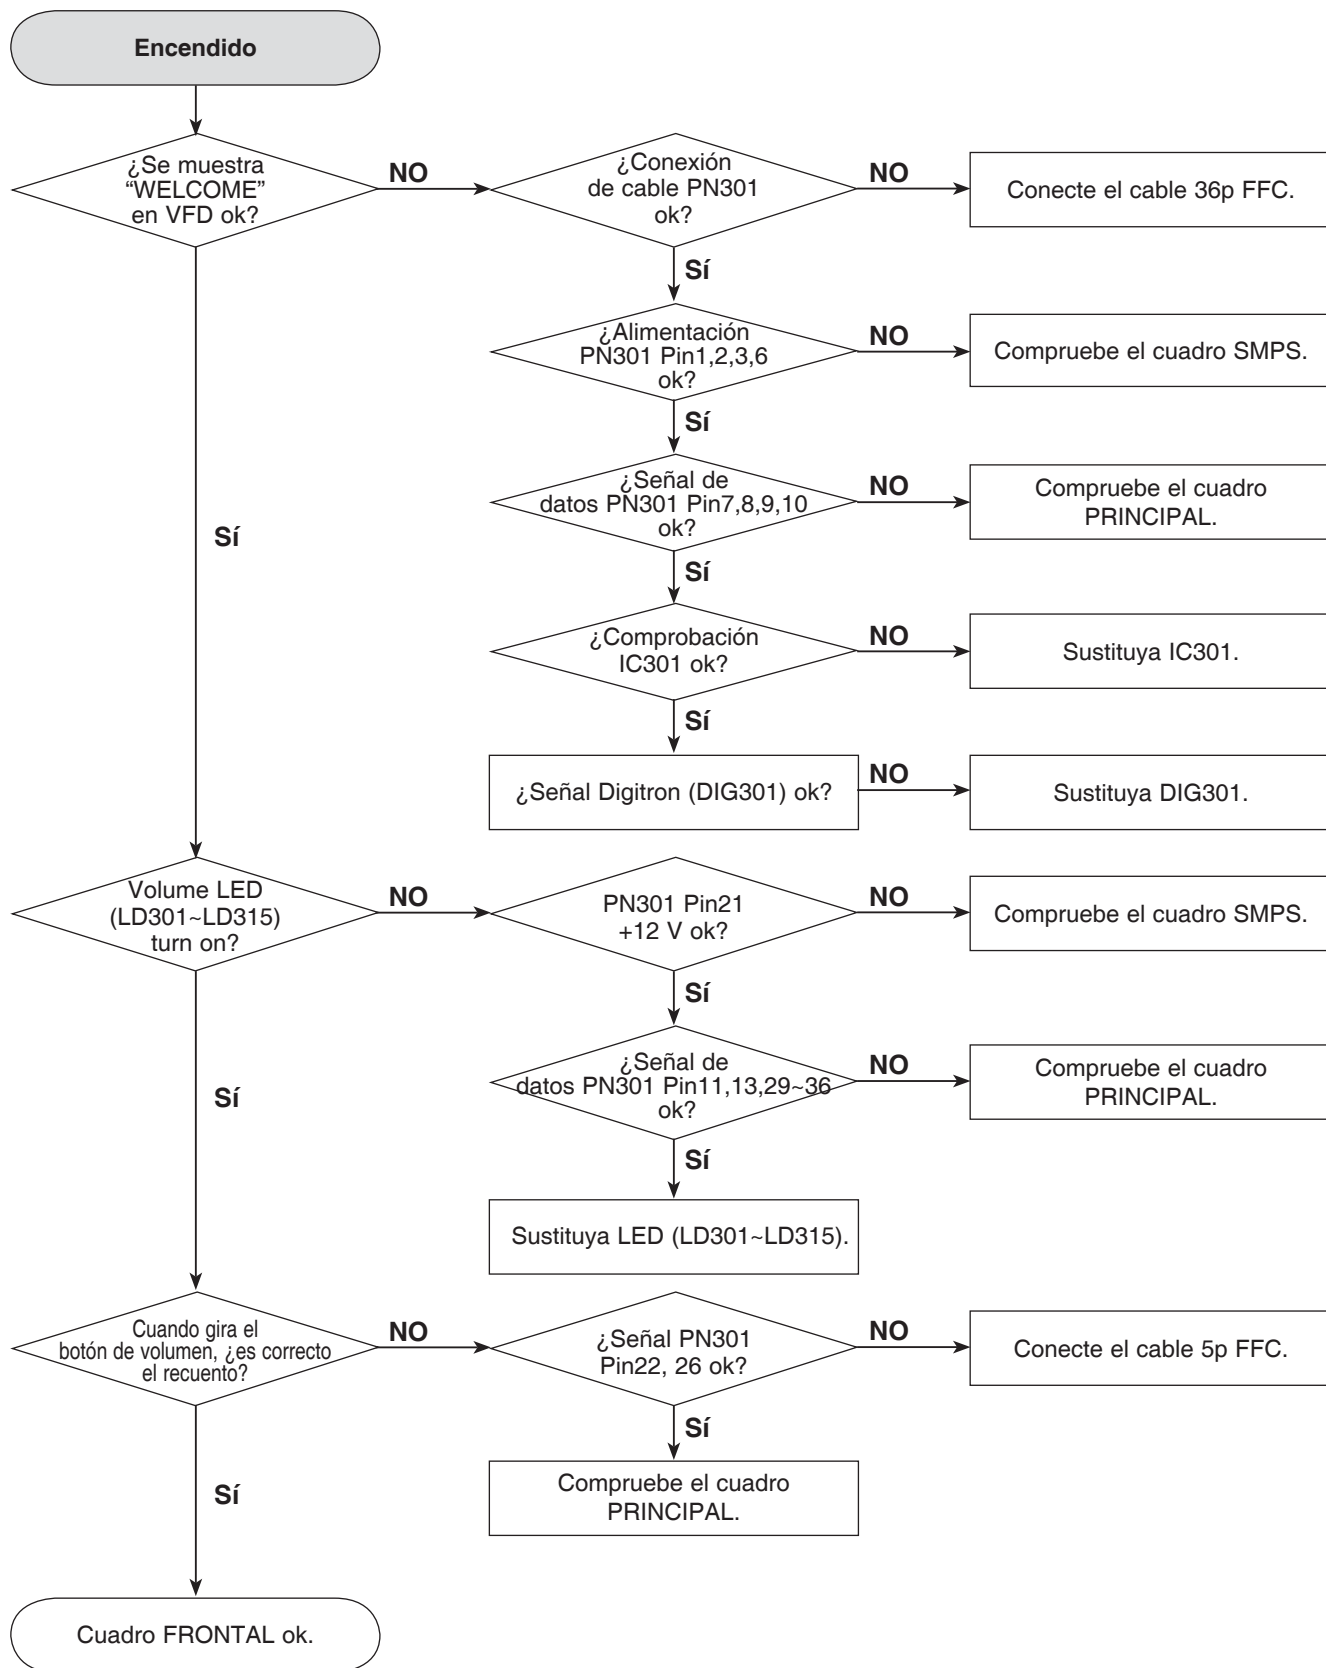 Encendido
¿Se muestra
“WELCOME”
en VFD ok?
NO
¿Conexión
de cable PN301
ok?
NO
Conecte el cable 36p FFC.
Sí
¿Alimentación
PN301 Pin1,2,3,6
ok?
NO
Compruebe el cuadro SMPS.
Sí
¿Señal de
datos PN301 Pin7,8,9,10
ok?
NO
Compruebe el cuadro
PRINCIPAL.
Sí
Sí
¿Comprobación
IC301 ok?
NO
Sustituya IC301.
Sí
¿Señal Digitron (DIG301) ok?
NO
Sustituya DIG301.
Volume LED
(LD301~LD315)
turn on?
NO
PN301 Pin21
+12 V ok?
NO
Compruebe el cuadro SMPS.
Sí
¿Señal de
datos PN301 Pin11,13,29~36
ok?
NO
Compruebe el cuadro
PRINCIPAL.
Sí
Sí
Sustituya LED (LD301~LD315).
Cuando gira el
botón de volumen, ¿es correcto
el recuento?
NO
¿Señal PN301
Pin22, 26 ok?
NO
Conecte el cable 5p FFC.
Sí
Compruebe el cuadro
PRINCIPAL.
Sí
Cuadro FRONTAL ok.